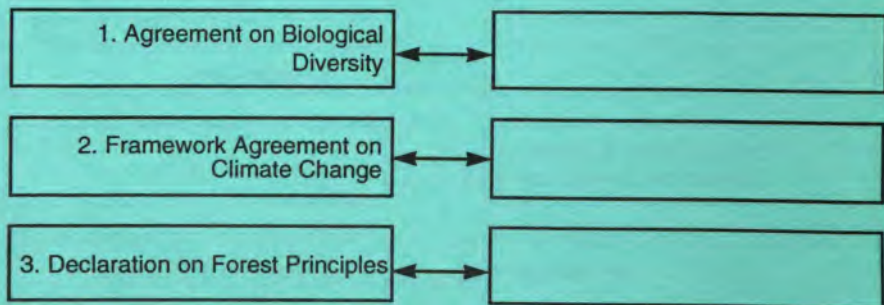 1. Agreement on Biological
Diversity
2. Framework Agreement on
Climate Change
3. Declaration on Forest Principles